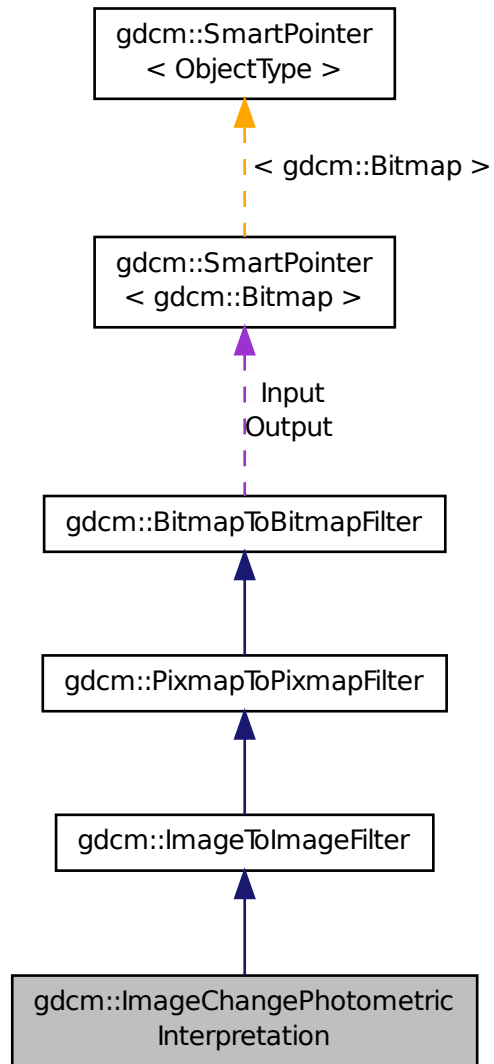 gdcm::SmartPointer
< ObjectType >
< gdcm::Bitmap >
gdcm::SmartPointer
< gdcm::Bitmap >
Input
Output
gdcm::BitmapToBitmapFilter
gdcm::PixmapToPixmapFilter
gdcm::ImageToImageFilter
gdcm::ImageChangePhotometric
Interpretation